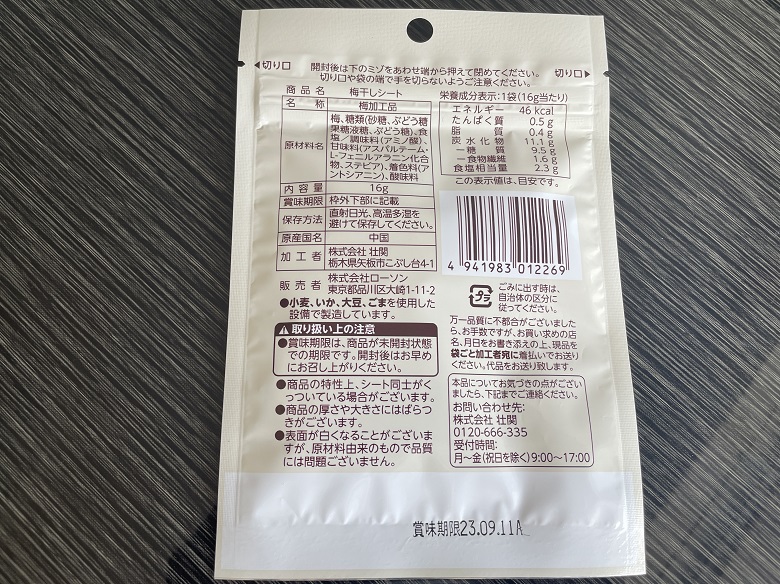 ◀切り口
開封後は下のミゾをあわせ端から押えて閉めてください。
切り口や袋の端で手を切らないようご注意ください。
切り口▶
商品名 梅干しシート
名称 梅加工品
原材料名 梅、糖類(砂糖、ぶどう糖
果糖液糖、ぶどう糖)、食
塩/調味料(アミノ酸)、
甘味料(アスパルテーム・
L-フェニルアラニン化合
物、ステビア)、着色料(ア
ントシアニン)、酸味料
内容量 16g
賞味期限 枠外下部に記載
保存方法 直射日光、高温多湿を
避けて保存してください。
原産国名 中国
加工者 株式会社 壮関
栃木県矢板市こぶし台4-1
販売者 株式会社ローソン
東京都品川区大崎1-11-2
●小麦、いか、大豆、ごまを使用した
設備で製造しています。
取り扱い上の注意
●賞味期限は、商品が未開封状態
での期限です。開封後はお早め
にお召し上がりください。
●商品の特性上、シート同士がく
っついている場合がございます。
●商品の厚さや大きさにはばらつ
きがございます。
●表面が白くなることがございま
すが、原材料由来のもので品質
には問題ございません。
栄養成分表示:1袋(16g当たり)
エネルギー 46 kcal
たんぱく質 0.5 g
脂質 0.4 g
炭水化物 11.1 g
-糖質 9.5 g
-食物繊維 1.6 g
食塩相当量 2.3 g
この表示値は、目安です。
4 941983 012269
プラ
ごみに出す時は、
自治体の区分に
従ってください。
万一品質に不都合がございました
ら、お手数ですが、お買い求めの店
名、月日をお書き添えの上、現品を
袋ごと加工者宛に着払いでお送り
ください。代品をお送り致します。
本品についてお気づきの点がござい
ましたら、下記までご連絡ください。
お問い合わせ先:
株式会社 壮関
0120-666-335
受付時間:
月~金(祝日を除く)9:00~17:00
賞味期限23.09.11A